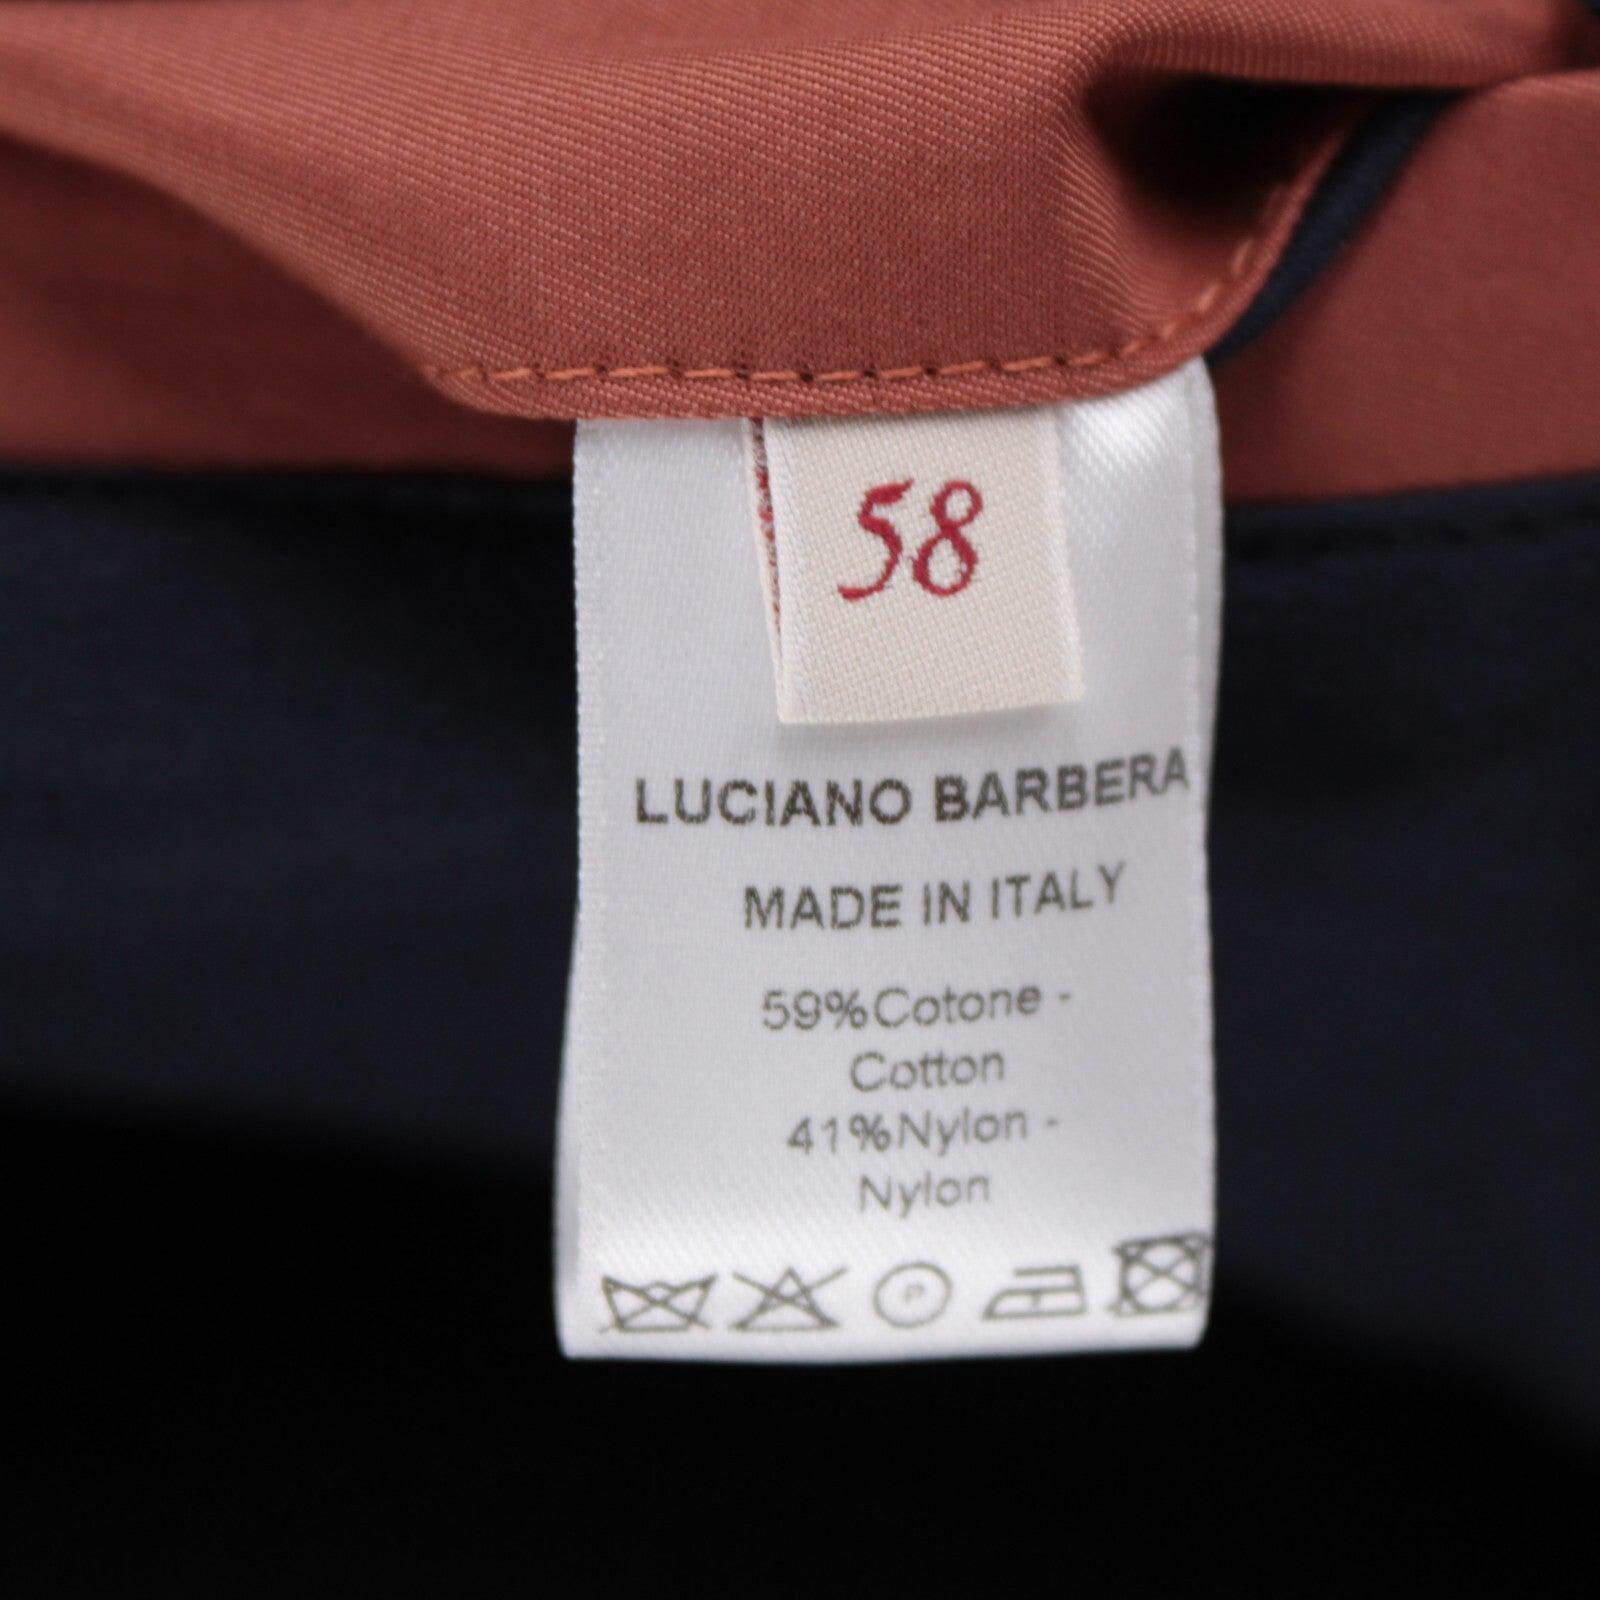 58
LUCIANO BARBERA
MADE IN ITALY
59%Cotone -
Cotton
41%Nylon -
Nylon
P